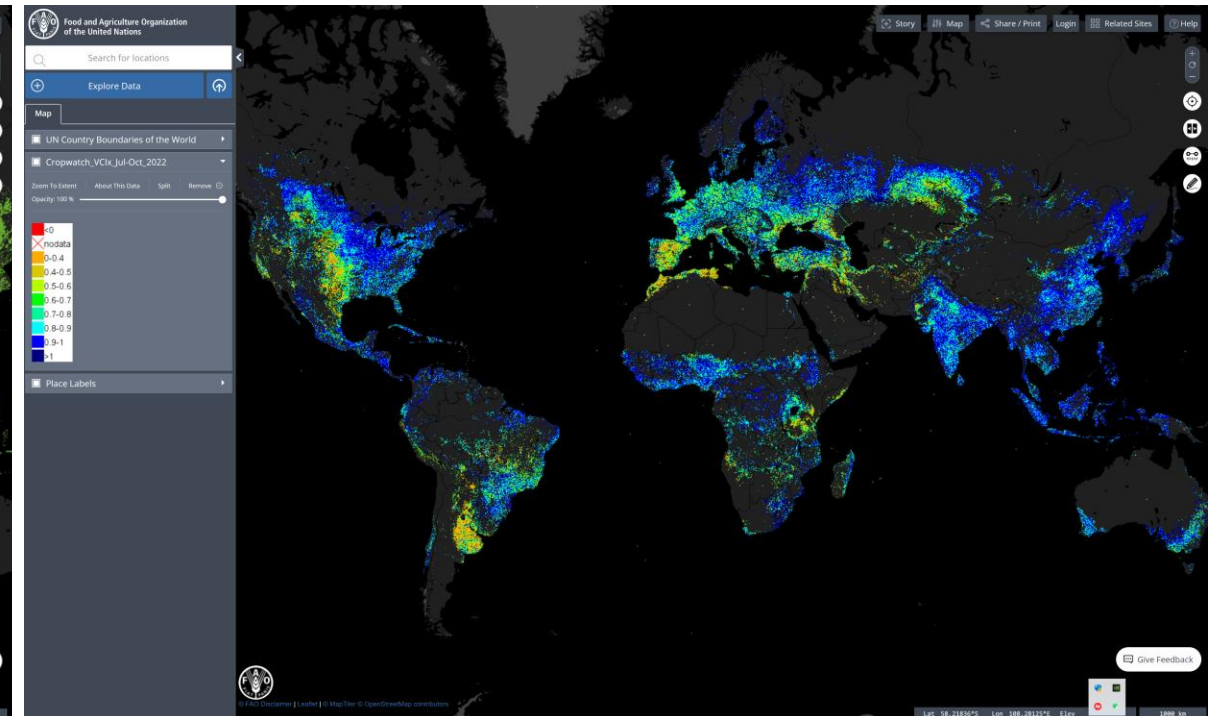 Food and Agriculture Organization
of the United Nations
Story
Map
Share / Print
Login
Related Sites
Help
Search for locations
Explore Data
Map
UN Country Boundaries of the World
Cropwatch_VCIx_Jul-Oct_2022
Zoom To Extent
About This Data
Split
Remove
Opacity: 100 %
<0
nodata
0-0.4
0.4-0.5
0.5-0.6
0.6-0.7
0.7-0.8
0.8-0.9
0.9-1
>1
Place Labels
Give Feedback
FAO
© FAO Disclaimer | Leaflet | © MapTiler © OpenStreetMap contributors
Lat 50.21836°S Lon 108.28125°E Elev
1000 km